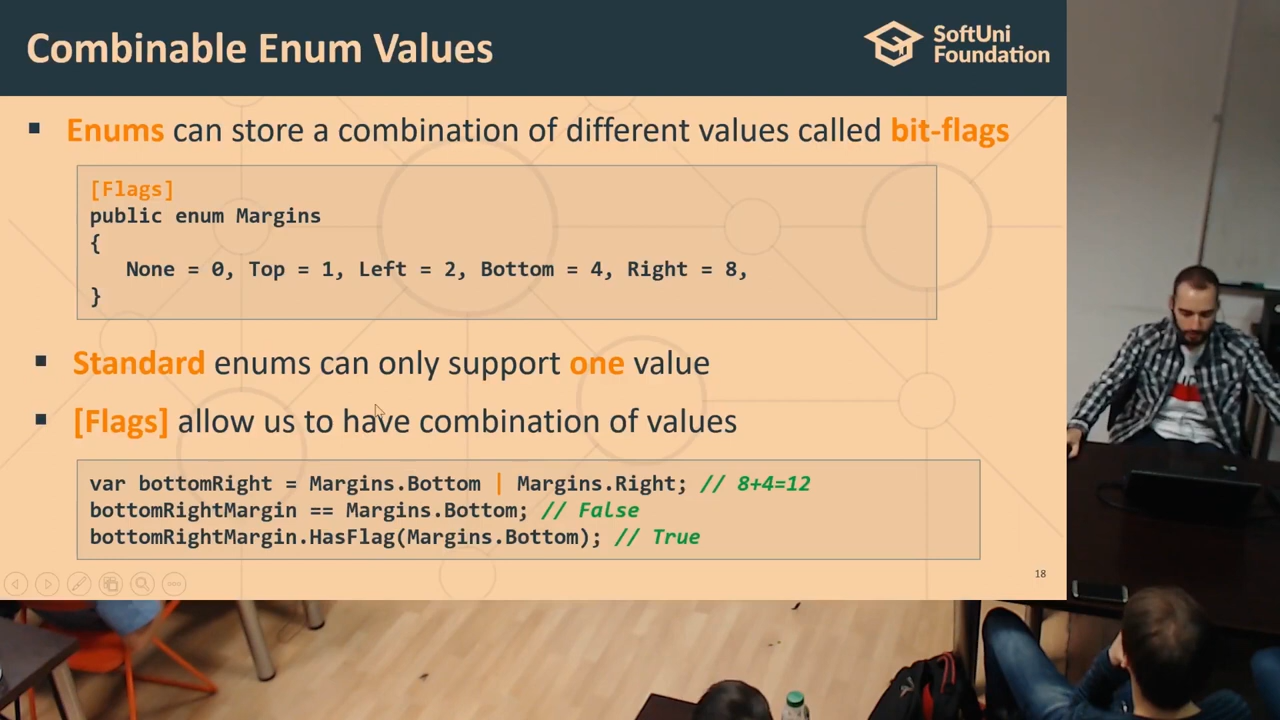 Combinable Enum Values
SoftUni
Foundation
▪ Enums can store a combination of different values called bit-flags
[Flags]
public enum Margins
{
None = 0, Top = 1, Left = 2, Bottom = 4, Right = 8,
}
▪ Standard enums can only support one value
▪ [Flags] allow us to have combination of values
var bottomRight = Margins.Bottom | Margins.Right; // 8+4=12
bottomRightMargin == Margins.Bottom; // False
bottomRightMargin.HasFlag(Margins.Bottom); // True
18